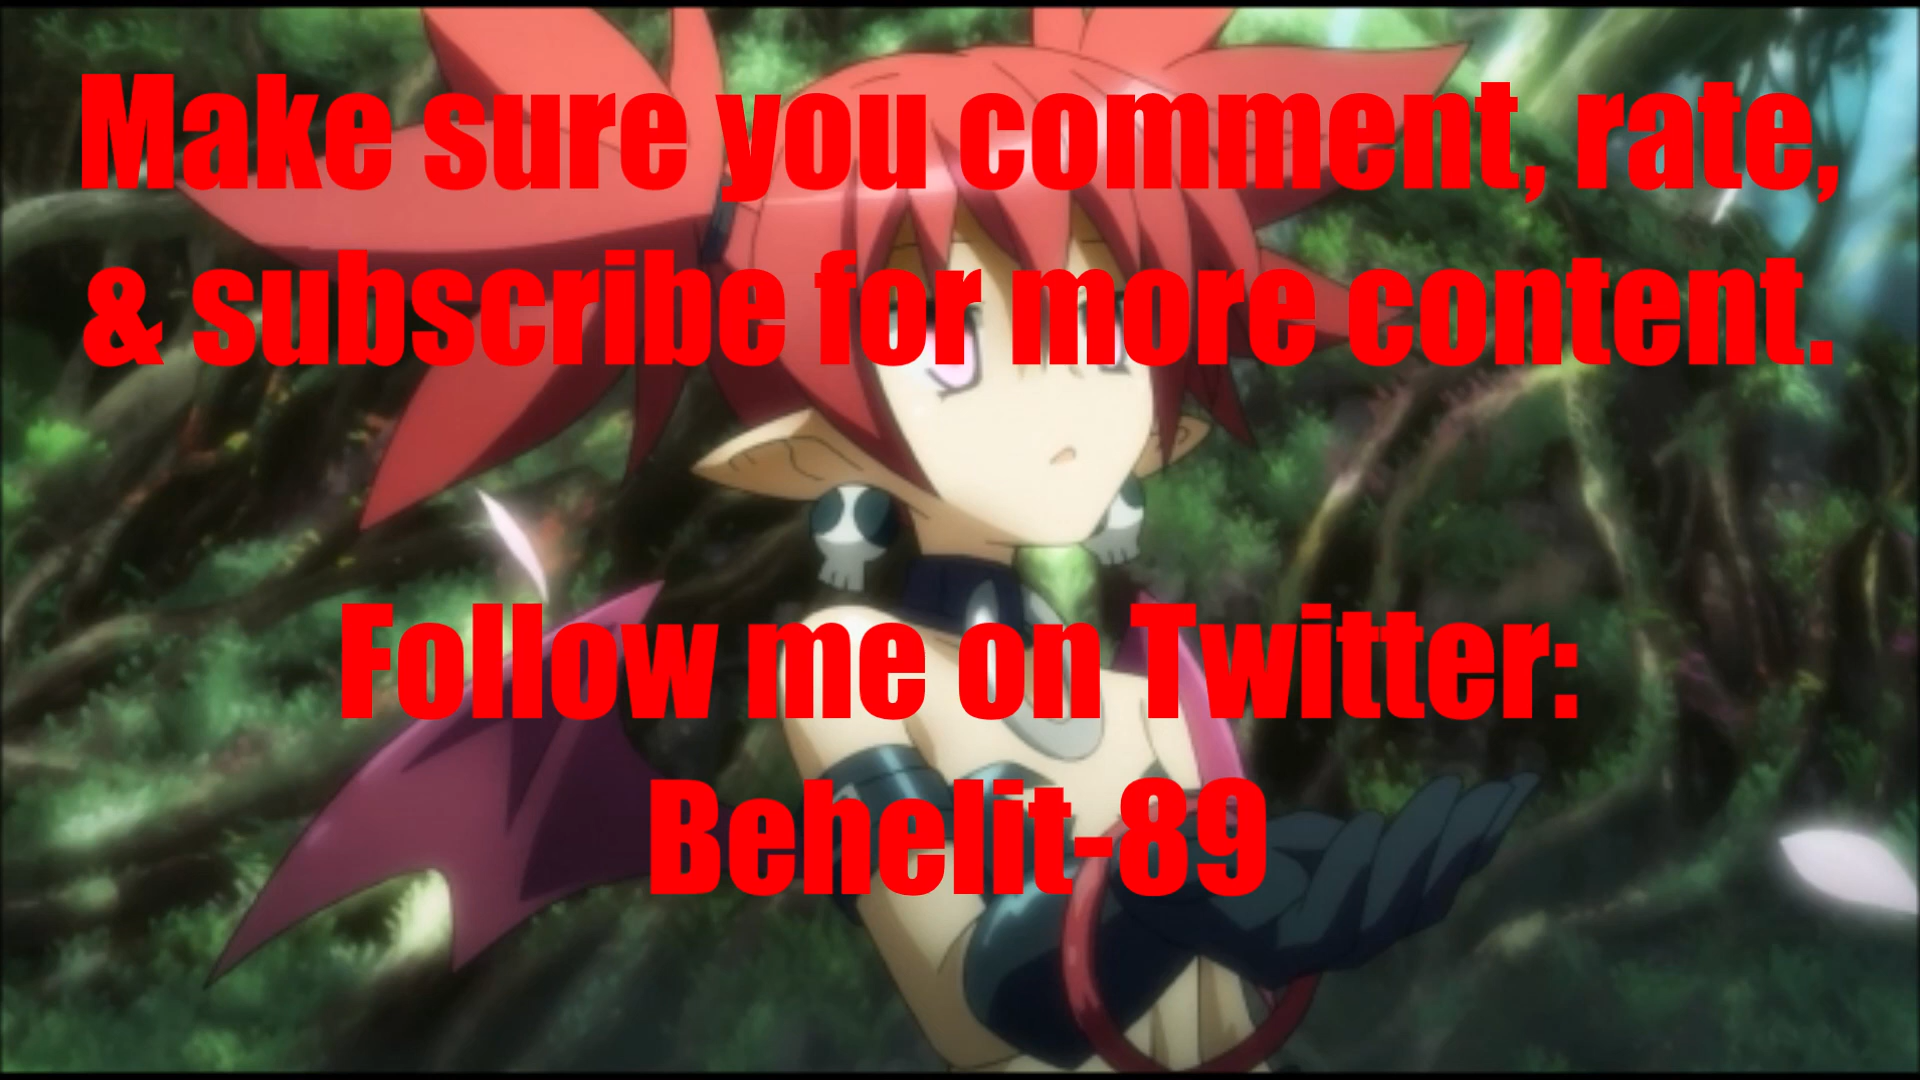 Make sure you comment, rate,
& subscribe for more content.
Follow me on Twitter:
Behelit-89